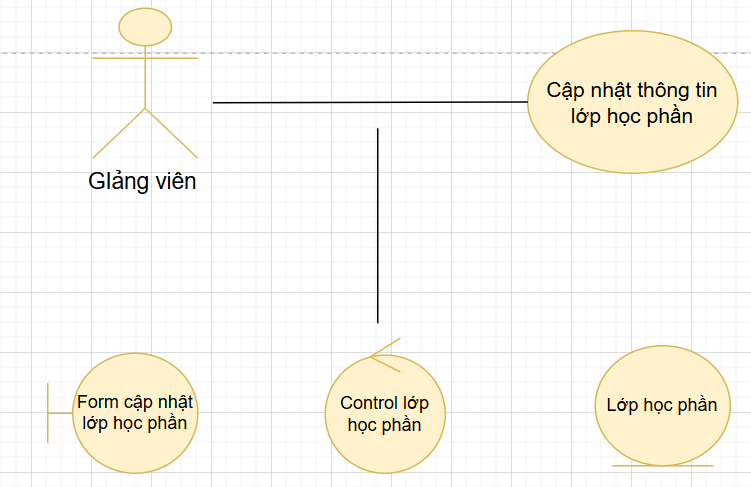 Cập nhật thông tin
lớp học phần
Glảng viên
Form cập nhật
lớp học phần
Control lớp
học phần
Lớp học phần